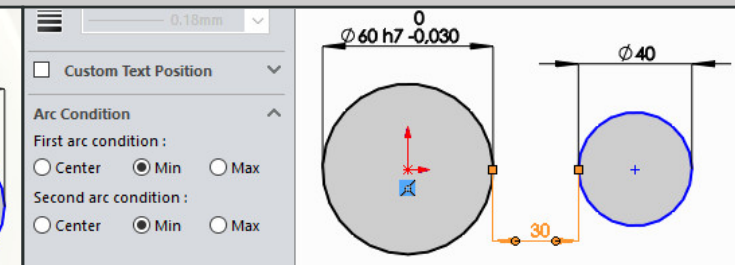 0.18mm
Custom Text Position
Arc Condition
First arc condition :
Center Min Max
Second arc condition :
Center Min Max
0
Ø60 h7 -0,030
Ø40
30